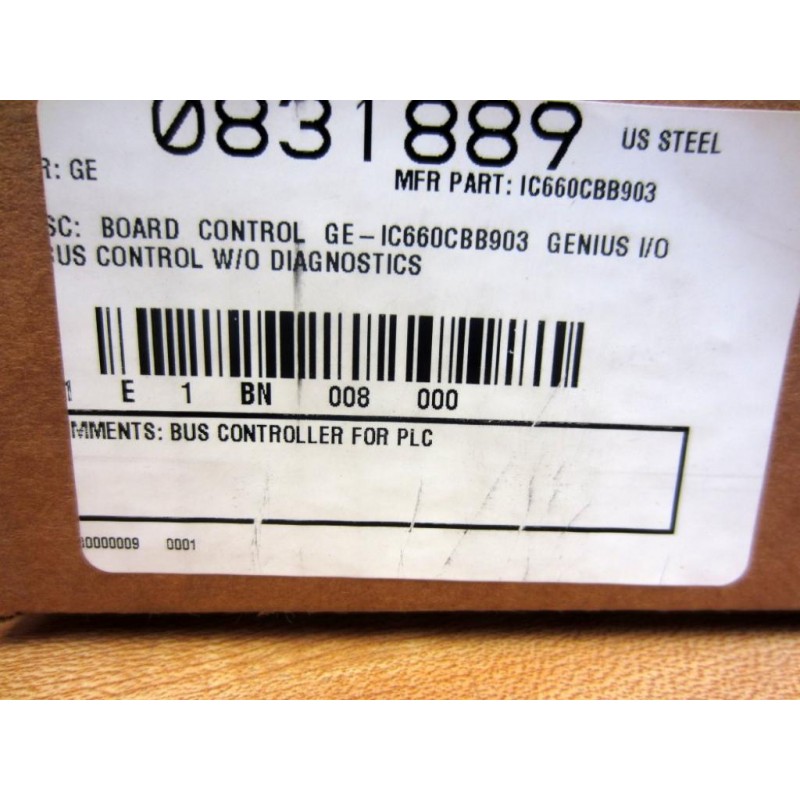 0831889 US STEEL
R: GE MFR PART: IC660CBB903
SC: BOARD CONTROL GE-IC660CBB903 GENIUS I/O
BUS CONTROL W/O DIAGNOSTICS
1 E 1 BN 008 000
MMENTS: BUS CONTROLLER FOR PLC
0000009 0001